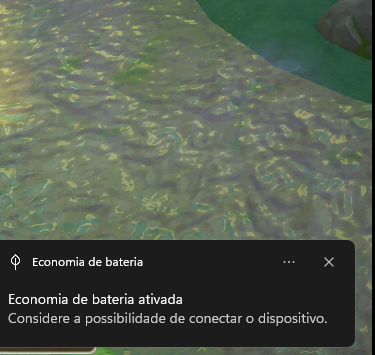 Economia de bateria
Economia de bateria ativada
Considere a possibilidade de conectar o dispositivo.